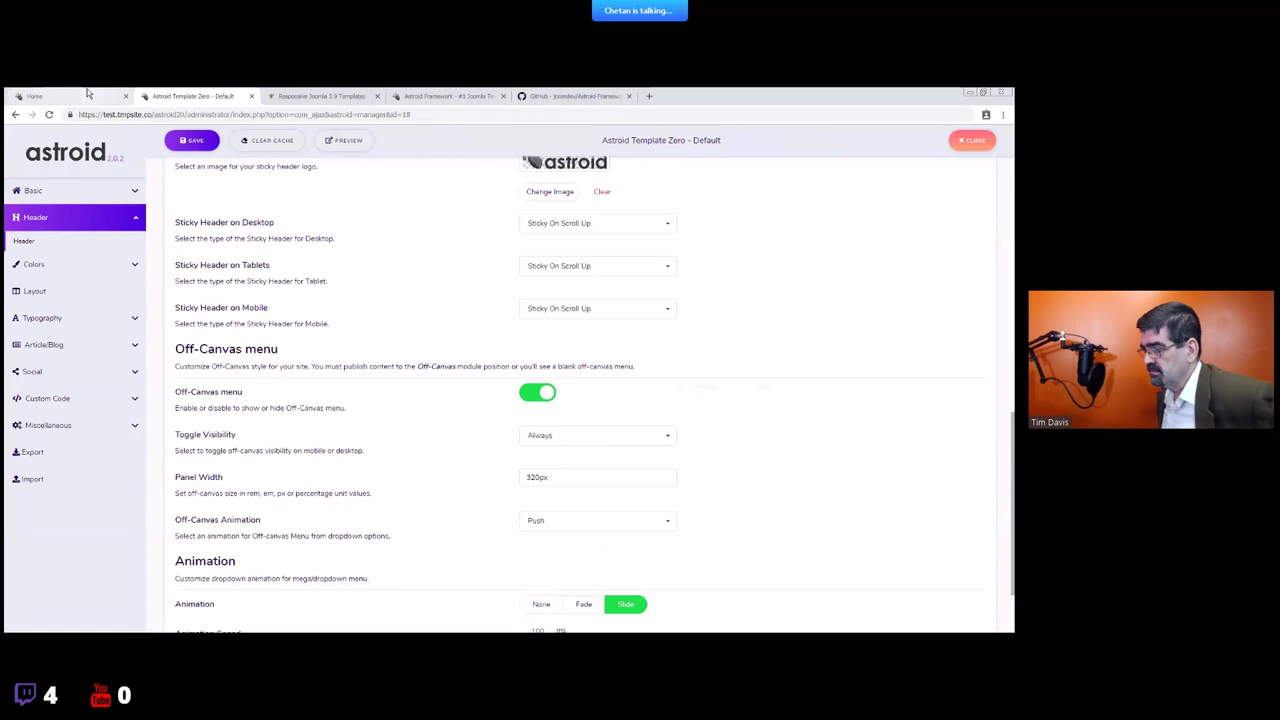 Chetan is talking...
Home
Astroid Template Zero - Default
Responsive Joomla 3.9 Templates
Astroid Framework - #1 Joomla T
GitHub - joomdev/Astroid-Framew
https://test.tmpsite.co/astroid20/administrator/index.php?option=com_ajax&astroid=manager&id=18
astroid 2.0.2
SAVE
CLEAR CACHE
PREVIEW
Astroid Template Zero - Default
CLOSE
Basic
Header
Header
Colors
Layout
Typography
Article/Blog
Social
Custom Code
Miscellaneous
Export
Import
Select an image for your sticky header logo.
astroid
Change Image
Clear
Sticky Header on Desktop
Sticky On Scroll Up
Select the type of the Sticky Header for Desktop.
Sticky Header on Tablets
Sticky On Scroll Up
Select the type of the Sticky Header for Tablet.
Sticky Header on Mobile
Sticky On Scroll Up
Select the type of the Sticky Header for Mobile.
Off-Canvas menu
Customize Off-Canvas style for your site. You must publish content to the Off-Canvas module position or you'll see a blank off-canvas menu.
Off-Canvas menu
Enable or disable to show or hide Off-Canvas menu.
Toggle Visibility
Always
Select to toggle off-canvas visibility on mobile or desktop.
Panel Width
320px
Set off-canvas size in rem, em, px or percentage unit values.
Off-Canvas Animation
Push
Select an animation for Off-canvas Menu from dropdown options.
Animation
Customize dropdown animation for mega/dropdown menu.
Animation
None
Fade
Slide
Animation Speed
100 ms
Tim Davis
4
You
Tube
0